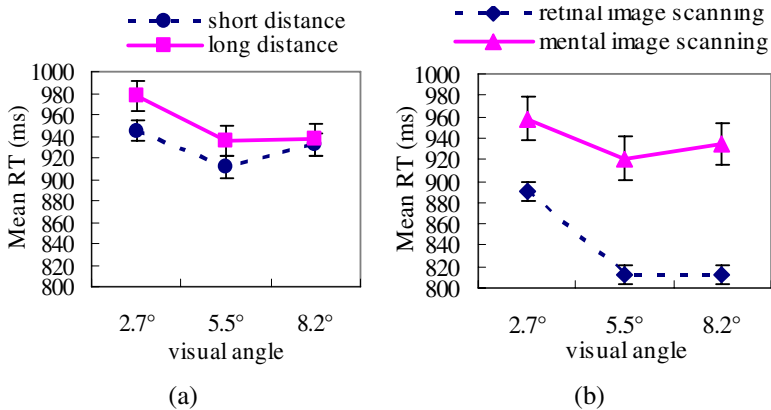 short distance
long distance
1000
980
960
940
920
900
880
860
840
820
800
Mean RT (ms)
2.7° 5.5° 8.2°
visual angle
(a)
retinal image scanning
mental image scanning
1000
980
960
940
920
900
880
860
840
820
800
Mean RT (ms)
2.7° 5.5° 8.2°
visual angle
(b)